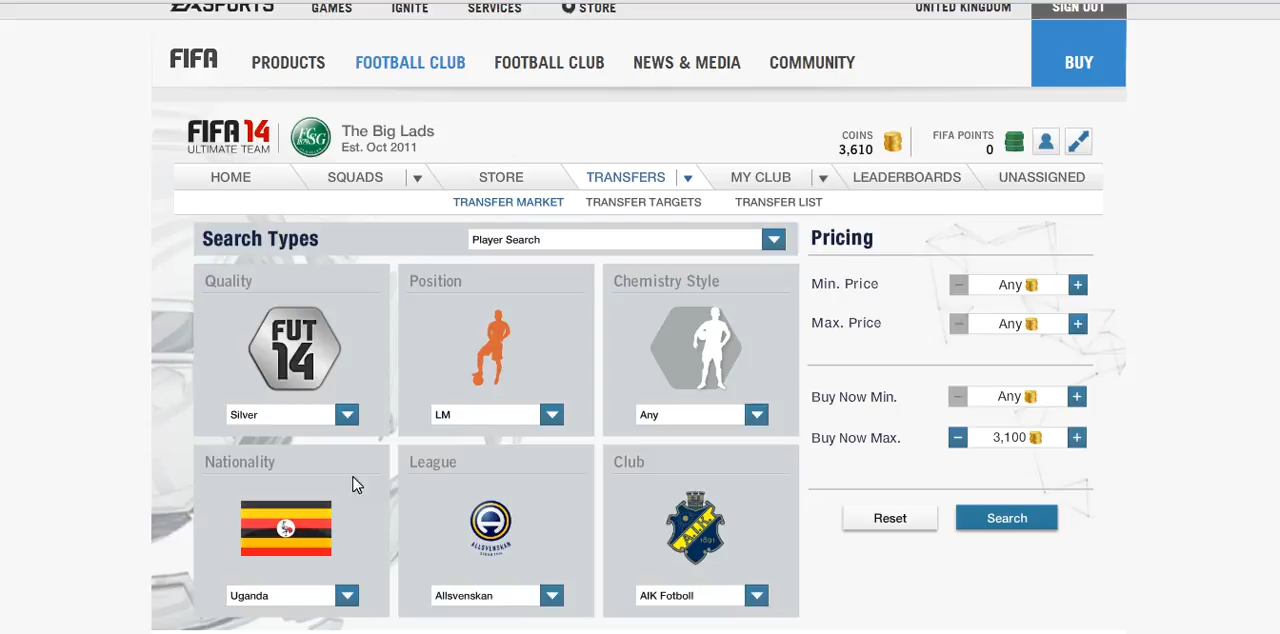 EA SPORTS GAMES IGNITE SERVICES STORE UNITED KINGDOM SIGN OUT
FIFA PRODUCTS FOOTBALL CLUB FOOTBALL CLUB NEWS & MEDIA COMMUNITY BUY
FIFA 14
ULTIMATE TEAM
FCSG
The Big Lads
Est. Oct 2011
COINS
3,610
FIFA POINTS
0
HOME SQUADS STORE TRANSFERS MY CLUB LEADERBOARDS UNASSIGNED
TRANSFER MARKET TRANSFER TARGETS TRANSFER LIST
Search Types Player Search
Quality Position Chemistry Style
FUT
14
Silver LM Any
Nationality League Club
ALLSVENSKAN
A.I.K.
1891
Uganda Allsvenskan AIK Fotboll
Pricing
Min. Price Any
Max. Price Any
Buy Now Min. Any
Buy Now Max. 3,100
Reset Search